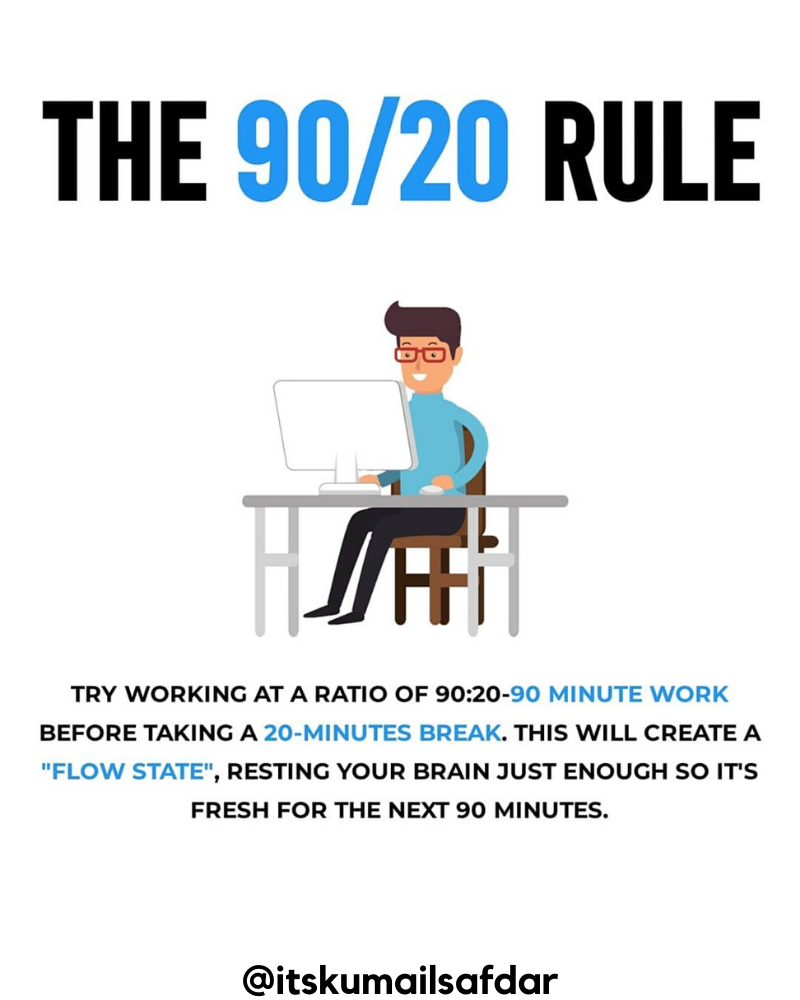 THE 90/20 RULE
TRY WORKING AT A RATIO OF 90:20-90 MINUTE WORK
BEFORE TAKING A 20-MINUTES BREAK. THIS WILL CREATE A
"FLOW STATE", RESTING YOUR BRAIN JUST ENOUGH SO IT'S
FRESH FOR THE NEXT 90 MINUTES.
@itskumailsafdar